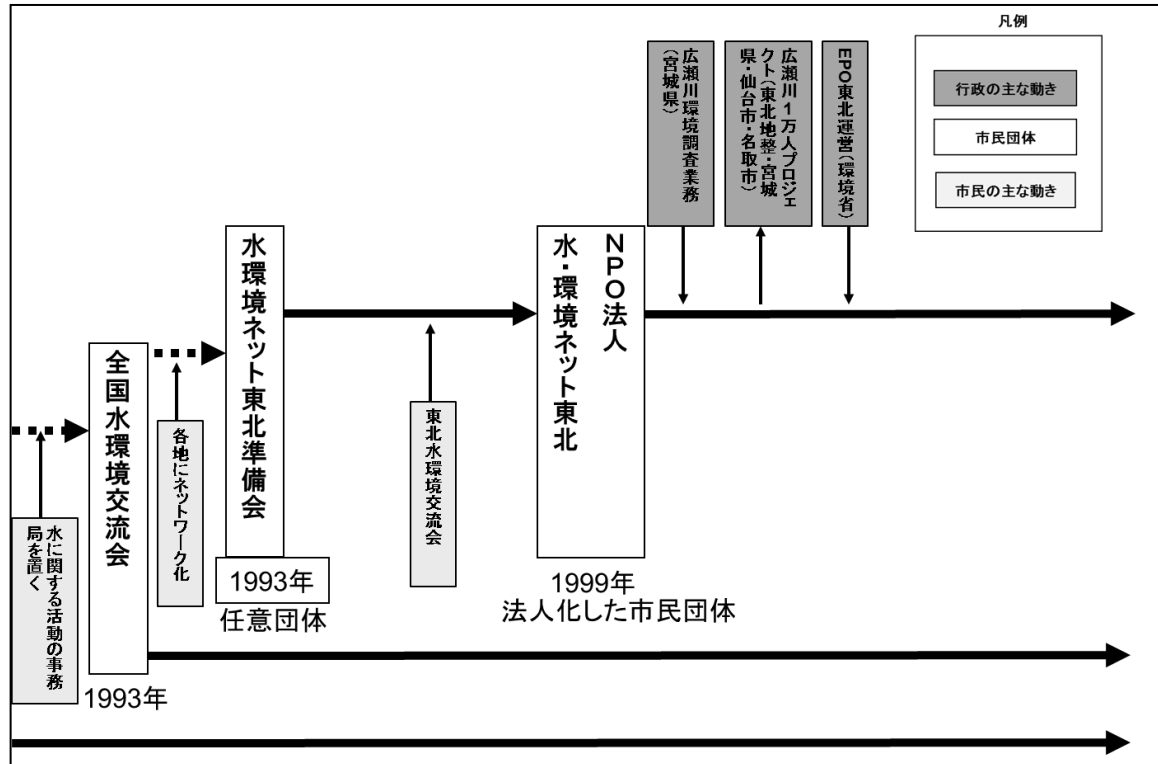 凡例
行政の主な動き
市民団体
市民の主な動き
水に関する活動の事務
局を置く
全国水環境交流会
1993年
各地にネットワーク化
水環境ネット東北準備会
1993年
任意団体
東北水環境交流会
NPO法人
水・環境ネット東北
1999年
法人化した市民団体
広瀬川環境調査業務
(宮城県)
広瀬川1万人プロジェ
クト(東北地整・宮城
県・仙台市・名取市)
EPO東北運営(環境省)